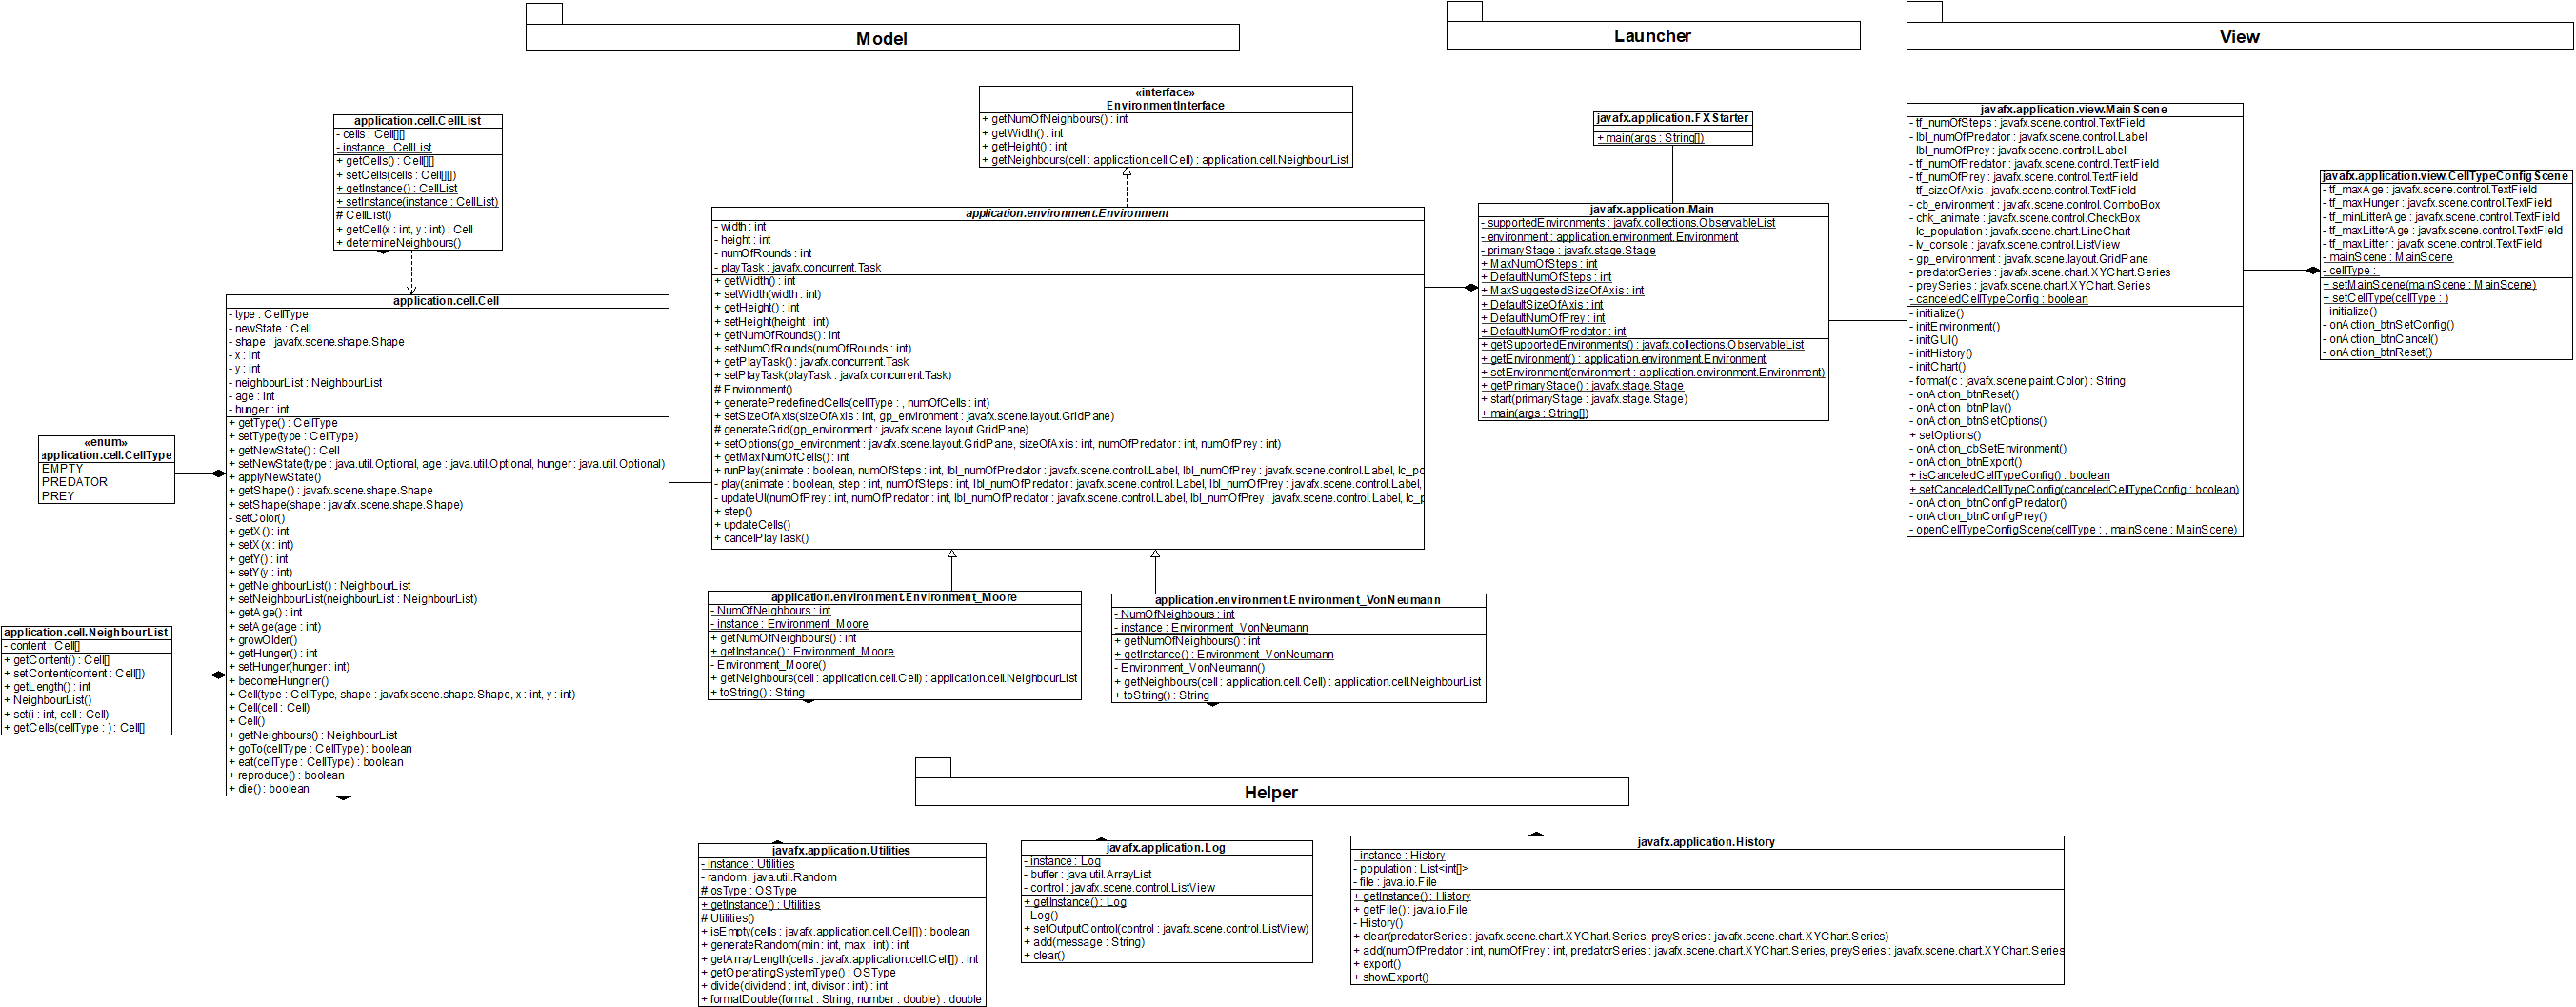 Model
Launcher
View
application.cell.CellList
- cells : Cell[][]
- instance : CellList
+ getCells() : Cell[][]
+ setCells(cells : Cell[][])
+ getInstance() : CellList
+ setInstance(instance : CellList)
# CellList()
+ getCell(x : int, y : int) : Cell
+ determineNeighbours()
«interface»
EnvironmentInterface
+ getNumOfNeighbours() : int
+ getWidth() : int
+ getHeight() : int
+ getNeighbours(cell : application.cell.Cell) : application.cell.NeighbourList
javafx.application.FXStarter
+ main(args : String[])
javafx.application.view.MainScene
- tf_numOfSteps : javafx.scene.control.TextField
- lbl_numOfPredator : javafx.scene.control.Label
- lbl_numOfPrey : javafx.scene.control.Label
- tf_numOfPredator : javafx.scene.control.TextField
- tf_numOfPrey : javafx.scene.control.TextField
- tf_sizeOfAxis : javafx.scene.control.TextField
- cb_environment : javafx.scene.control.ComboBox
- chk_animate : javafx.scene.control.CheckBox
- lc_population : javafx.scene.chart.LineChart
- lv_console : javafx.scene.control.ListView
- gp_environment : javafx.scene.layout.GridPane
- predatorSeries : javafx.scene.chart.XYChart.Series
- preySeries : javafx.scene.chart.XYChart.Series
- canceledCellTypeConfig : boolean
- initialize()
- initEnvironment()
- initGUI()
- initHistory()
- initChart()
- format(c : javafx.scene.paint.Color) : String
- onAction_btnReset()
- onAction_btnPlay()
- onAction_btnSetOptions()
+ setOptions()
- onAction_cbSetEnvironment()
- onAction_btnExport()
+ isCanceledCellTypeConfig() : boolean
+ setCanceledCellTypeConfig(canceledCellTypeConfig : boolean)
- onAction_btnConfigPredator()
- onAction_btnConfigPrey()
- openCellTypeConfigScene(cellType : , mainScene : MainScene)
javafx.application.view.CellTypeConfigScene
- tf_maxAge : javafx.scene.control.TextField
- tf_maxHunger : javafx.scene.control.TextField
- tf_minLitterAge : javafx.scene.control.TextField
- tf_maxLitterAge : javafx.scene.control.TextField
- tf_maxLitter : javafx.scene.control.TextField
- mainScene : MainScene
- cellType :
+ setMainScene(mainScene : MainScene)
+ setCellType(cellType : )
- initialize()
- onAction_btnSetConfig()
- onAction_btnCancel()
- onAction_btnReset()
application.environment.Environment
- width : int
- height : int
- numOfRounds : int
- playTask : javafx.concurrent.Task
+ getWidth() : int
+ setWidth(width : int)
+ getHeight() : int
+ setHeight(height : int)
+ getNumOfRounds() : int
+ setNumOfRounds(numOfRounds : int)
+ getPlayTask() : javafx.concurrent.Task
+ setPlayTask(playTask : javafx.concurrent.Task)
# Environment()
+ generatePredefinedCells(cellType : , numOfCells : int)
+ setSizeOfAxis(sizeOfAxis : int, gp_environment : javafx.scene.layout.GridPane)
# generateGrid(gp_environment : javafx.scene.layout.GridPane)
+ setOptions(gp_environment : javafx.scene.layout.GridPane, sizeOfAxis : int, numOfPredator : int, numOfPrey : int)
+ getMaxNumOfCells() : int
+ runPlay(animate : boolean, numOfSteps : int, lbl_numOfPredator : javafx.scene.control.Label, lbl_numOfPrey : javafx.scene.control.Label, lc_pc
- play(animate : boolean, step : int, numOfSteps : int, lbl_numOfPredator : javafx.scene.control.Label, lbl_numOfPrey : javafx.scene.control.Label,
- updateUI(numOfPrey : int, numOfPredator : int, lbl_numOfPredator : javafx.scene.control.Label, lbl_numOfPrey : javafx.scene.control.Label, lc_p
+ step()
+ updateCells()
+ cancelPlayTask()
javafx.application.Main
- supportedEnvironments : javafx.collections.ObservableList
- environment : application.environment.Environment
- primaryStage : javafx.stage.Stage
+ MaxNumOfSteps : int
+ DefaultNumOfSteps : int
+ MaxSuggestedSizeOfAxis : int
+ DefaultSizeOfAxis : int
+ DefaultNumOfPrey : int
+ DefaultNumOfPredator : int
+ getSupportedEnvironments() : javafx.collections.ObservableList
+ getEnvironment() : application.environment.Environment
+ setEnvironment(environment : application.environment.Environment)
+ getPrimaryStage() : javafx.stage.Stage
+ start(primaryStage : javafx.stage.Stage)
+ main(args : String[])
application.cell.Cell
- type : CellType
- newState : Cell
- shape : javafx.scene.shape.Shape
- x : int
- y : int
- neighbourList : NeighbourList
- age : int
- hunger : int
+ getType() : CellType
+ setType(type : CellType)
+ getNewState() : Cell
+ setNewState(type : java.util.Optional, age : java.util.Optional, hunger : java.util.Optional)
+ applyNewState()
+ getShape() : javafx.scene.shape.Shape
+ setShape(shape : javafx.scene.shape.Shape)
- setColor()
+ getX() : int
+ setX(x : int)
+ getY() : int
+ setY(y : int)
+ getNeighbourList() : NeighbourList
+ setNeighbourList(neighbourList : NeighbourList)
+ getAge() : int
+ setAge(age : int)
+ growOlder()
+ getHunger() : int
+ setHunger(hunger : int)
+ becomeHungrier()
+ Cell(type : CellType, shape : javafx.scene.shape.Shape, x : int, y : int)
+ Cell(cell : Cell)
+ Cell()
+ getNeighbours() : NeighbourList
+ goTo(cellType : CellType) : boolean
+ eat(cellType : CellType) : boolean
+ reproduce() : boolean
+ die() : boolean
«enum»
application.cell.CellType
EMPTY
PREDATOR
PREY
application.cell.NeighbourList
- content : Cell[]
+ getContent() : Cell[]
+ setContent(content : Cell[])
+ getLength() : int
+ NeighbourList()
+ set(i : int, cell : Cell)
+ getCells(cellType : ) : Cell[]
application.environment.Environment_Moore
- NumOfNeighbours : int
- instance : Environment_Moore
+ getNumOfNeighbours() : int
+ getInstance() : Environment_Moore
- Environment_Moore()
+ getNeighbours(cell : application.cell.Cell) : application.cell.NeighbourList
+ toString() : String
application.environment.Environment_VonNeumann
- NumOfNeighbours : int
- instance : Environment_VonNeumann
+ getNumOfNeighbours() : int
+ getInstance() : Environment_VonNeumann
- Environment_VonNeumann()
+ getNeighbours(cell : application.cell.Cell) : application.cell.NeighbourList
+ toString() : String
Helper
javafx.application.Utilities
- instance : Utilities
- random : java.util.Random
# osType : OSType
+ getInstance() : Utilities
# Utilities()
+ isEmpty(cells : javafx.application.cell.Cell[]) : boolean
+ generateRandom(min : int, max : int) : int
+ getArrayLength(cells : javafx.application.cell.Cell[]) : int
+ getOperatingSystemType() : OSType
+ divide(dividend : int, divisor : int) : int
+ formatDouble(format : String, number : double) : double
javafx.application.Log
- instance : Log
- buffer : java.util.ArrayList
- control : javafx.scene.control.ListView
+ getInstance() : Log
- Log()
+ setOutputControl(control : javafx.scene.control.ListView)
+ add(message : String)
+ clear()
javafx.application.History
- instance : History
- population : List<int[]>
- file : java.io.File
+ getInstance() : History
+ getFile() : java.io.File
- History()
+ clear(predatorSeries : javafx.scene.chart.XYChart.Series, preySeries : javafx.scene.chart.XYChart.Series)
+ add(numOfPredator : int, numOfPrey : int, predatorSeries : javafx.scene.chart.XYChart.Series, preySeries : javafx.scene.chart.XYChart.Series
+ export()
+ showExport()